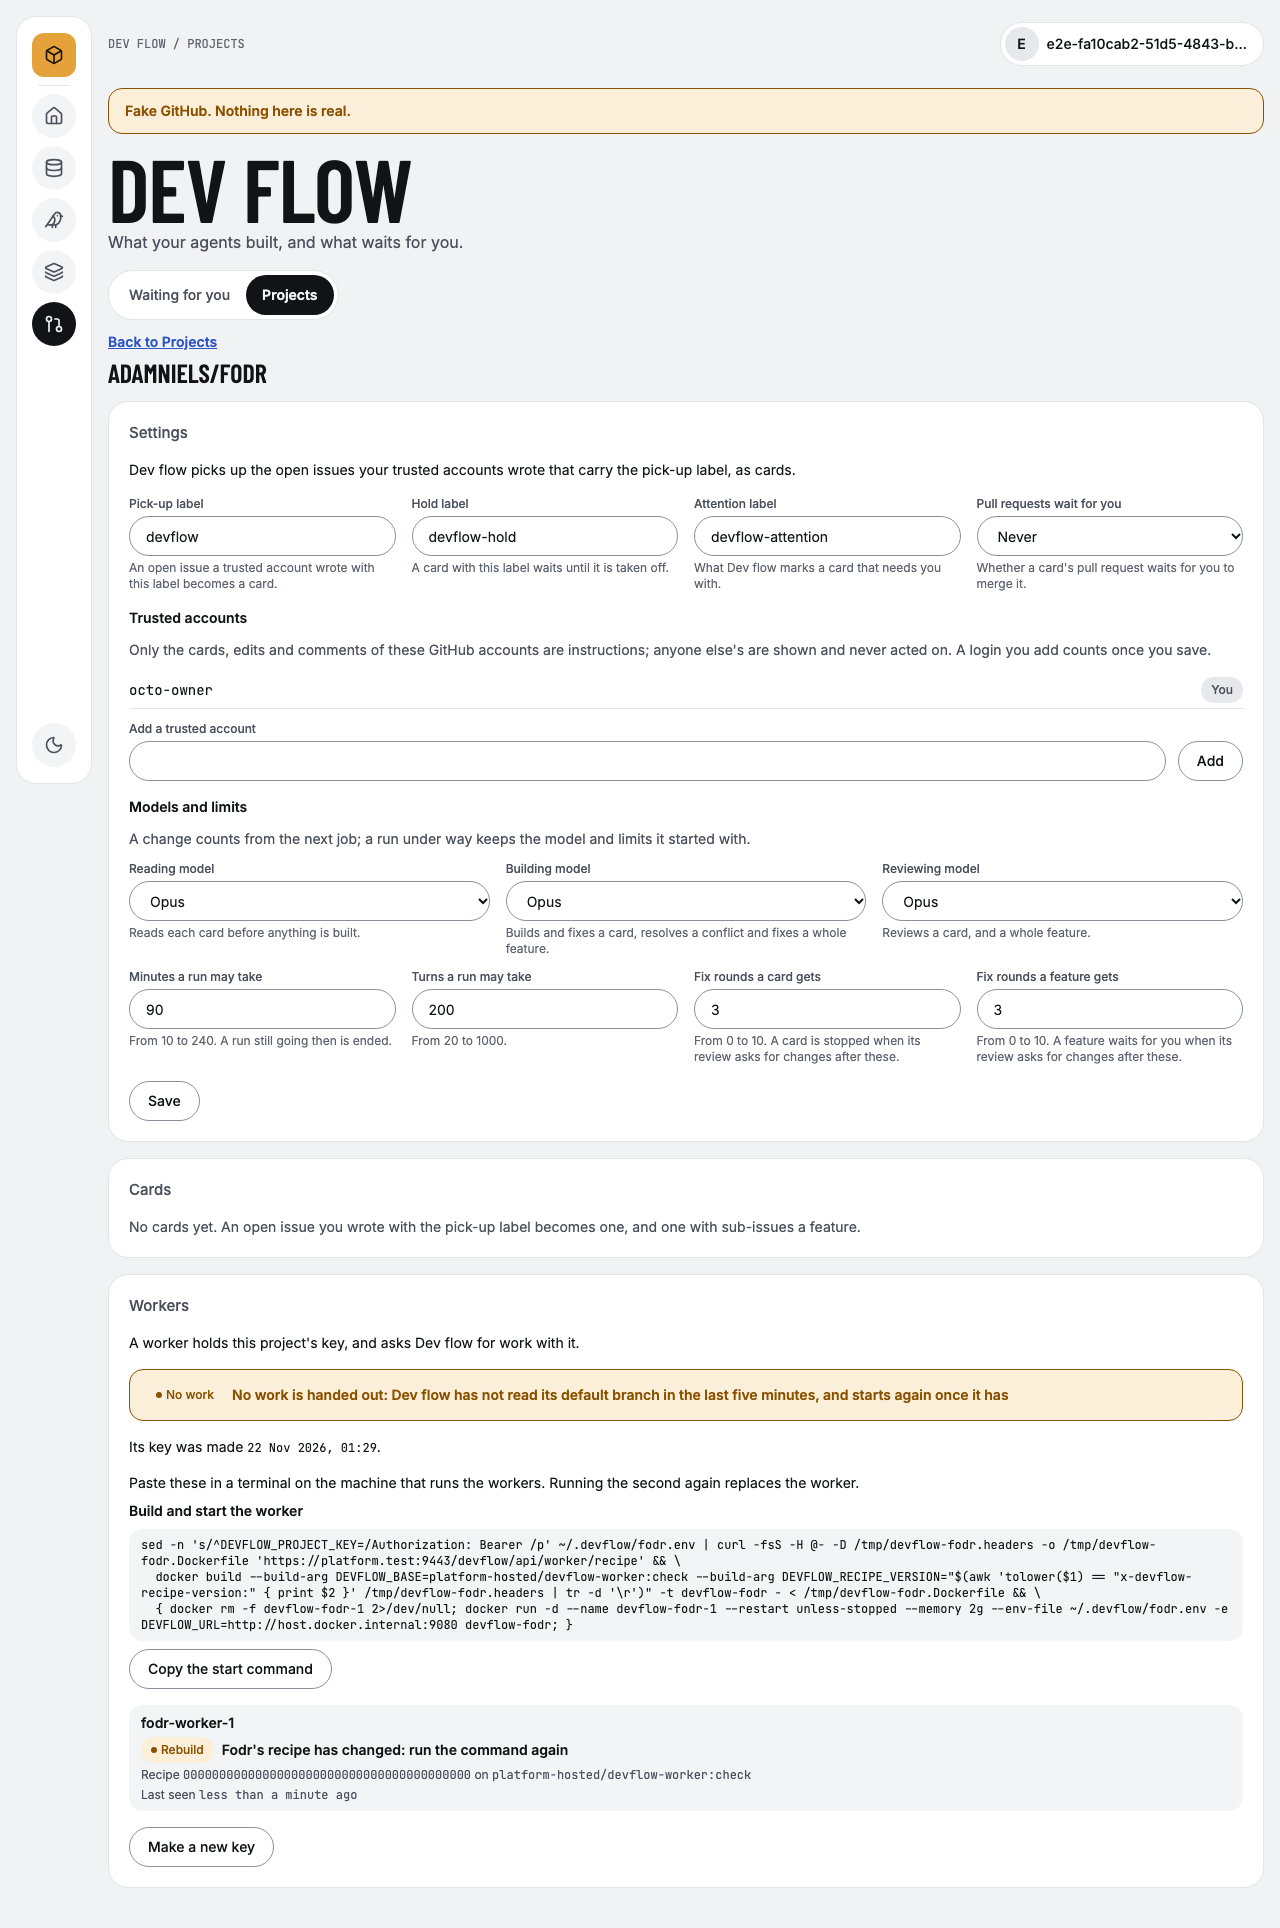 DEV FLOW / PROJECTS
E
e2e-fa10cab2-51d5-4843-b...
Fake GitHub. Nothing here is real.
DEV FLOW
What your agents built, and what waits for you.
Waiting for you
Projects
Back to Projects
ADAMNIELS/FODR
Settings
Dev flow picks up the open issues your trusted accounts wrote that carry the pick-up label, as cards.
Pick-up label
devflow
An open issue a trusted account wrote with
this label becomes a card.
Hold label
devflow-hold
A card with this label waits until it is taken off.
Attention label
devflow-attention
What Dev flow marks a card that needs you
with.
Pull requests wait for you
Never
Whether a card's pull request waits for you to
merge it.
Trusted accounts
Only the cards, edits and comments of these GitHub accounts are instructions; anyone else's are shown and never acted on. A login you add counts once you save.
octo-owner
You
Add a trusted account
Add
Models and limits
A change counts from the next job; a run under way keeps the model and limits it started with.
Reading model
Opus
Reads each card before anything is built.
Building model
Opus
Builds and fixes a card, resolves a conflict and fixes a whole
feature.
Reviewing model
Opus
Reviews a card, and a whole feature.
Minutes a run may take
90
From 10 to 240. A run still going then is ended.
Turns a run may take
200
From 20 to 1000.
Fix rounds a card gets
3
From 0 to 10. A card is stopped when its
review asks for changes after these.
Fix rounds a feature gets
3
From 0 to 10. A feature waits for you when its
review asks for changes after these.
Save
Cards
No cards yet. An open issue you wrote with the pick-up label becomes one, and one with sub-issues a feature.
Workers
A worker holds this project's key, and asks Dev flow for work with it.
No work
No work is handed out: Dev flow has not read its default branch in the last five minutes, and starts again once it has
Its key was made 22 Nov 2026, 01:29.
Paste these in a terminal on the machine that runs the workers. Running the second again replaces the worker.
Build and start the worker
sed -n 's/^DEVFLOW_PROJECT_KEY=/Authorization: Bearer /p' ~/.devflow/fodr.env | curl -fsS -H @- -D /tmp/devflow-fodr.headers -o /tmp/devflow-
fodr.Dockerfile 'https://platform.test:9443/devflow/api/worker/recipe' && \
docker build --build-arg DEVFLOW_BASE=platform-hosted/devflow-worker:check --build-arg DEVFLOW_RECIPE_VERSION="$(awk 'tolower($1) == "x-devflow-
recipe-version:" { print $2 }' /tmp/devflow-fodr.headers | tr -d '\r')" -t devflow-fodr - < /tmp/devflow-fodr.Dockerfile && \
{ docker rm -f devflow-fodr-1 2>/dev/null; docker run -d --name devflow-fodr-1 --restart unless-stopped --memory 2g --env-file ~/.devflow/fodr.env -e
DEVFLOW_URL=http://host.docker.internal:9080 devflow-fodr; }
Copy the start command
fodr-worker-1
Rebuild
Fodr's recipe has changed: run the command again
Recipe 0000000000000000000000000000000000000000 on platform-hosted/devflow-worker:check
Last seen less than a minute ago
Make a new key